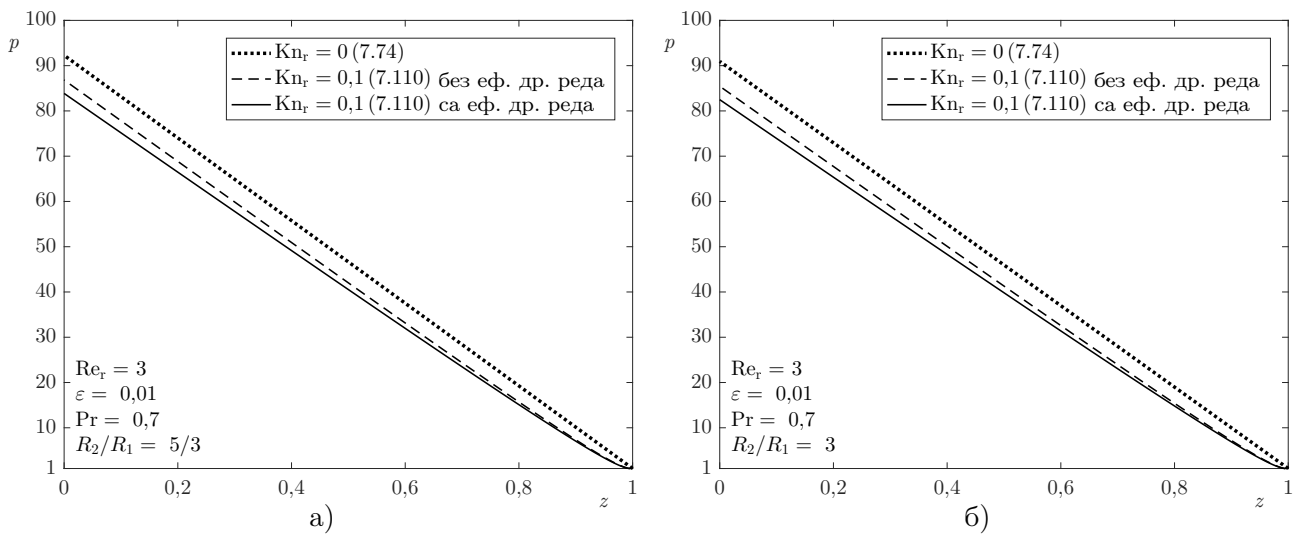 100
p
90
80
70
60
50
40
30
20
10
1
Kn_r = 0 (7.74)
Kn_r = 0,1 (7.110) без еф. др. реда
Kn_r = 0,1 (7.110) са еф. др. реда
Re_r = 3
ε = 0,01
Pr = 0,7
R_2/R_1 = 5/3
0 0,2 0,4 0,6 0,8 z 1
а)
100
p
90
80
70
60
50
40
30
20
10
1
Kn_r = 0 (7.74)
Kn_r = 0,1 (7.110) без еф. др. реда
Kn_r = 0,1 (7.110) са еф. др. реда
Re_r = 3
ε = 0,01
Pr = 0,7
R_2/R_1 = 3
0 0,2 0,4 0,6 0,8 z 1
б)